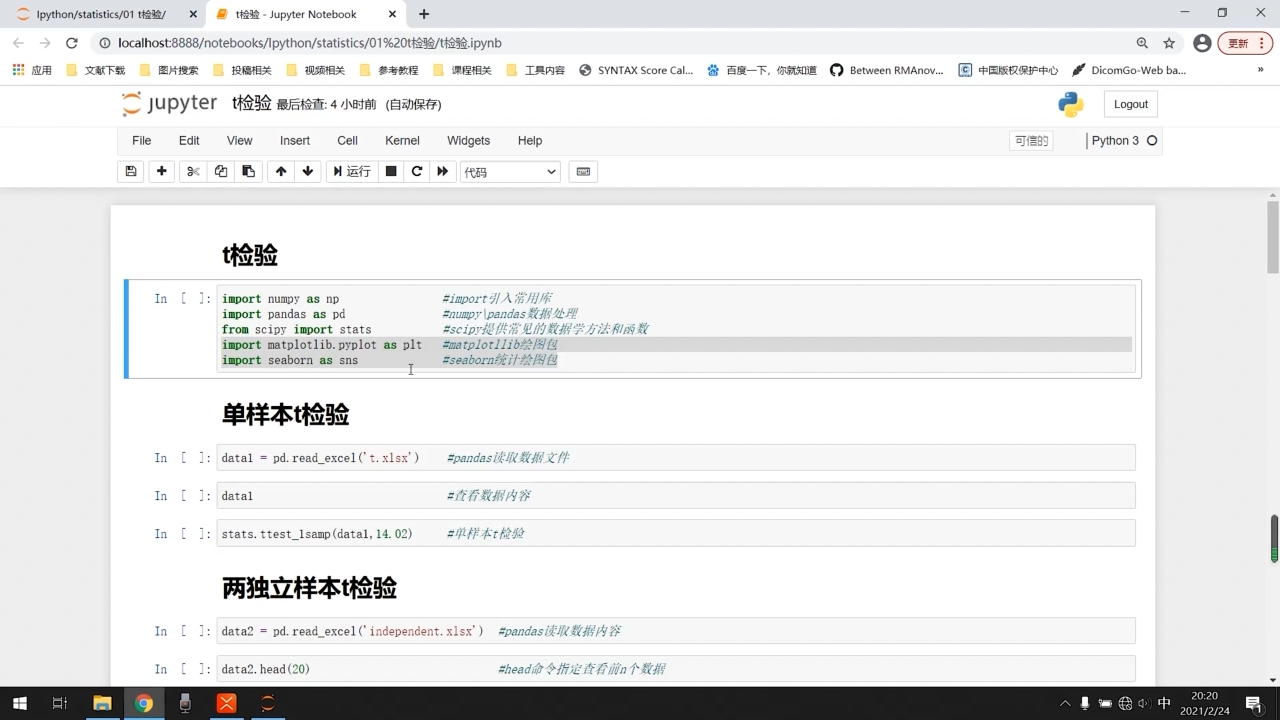 Ipython/statistics/01 t检验/
t检验 - Jupyter Notebook
localhost:8888/notebooks/Ipython/statistics/01%20t检验/t检验.ipynb
更新
应用
文献下载
图片搜索
投稿相关
视频相关
参考教程
课程相关
工具内容
SYNTAX Score Cal...
百度一下，你就知道
Between RMAnov...
中国版权保护中心
DicomGo-Web ba...
»
jupyter
t检验 最后检查: 4 小时前 (自动保存)
Logout
File Edit View Insert Cell Kernel Widgets Help
可信的
Python 3
运行
代码
t检验
In [ ]: import numpy as np #import引入常用库
import pandas as pd #numpy\pandas数据处理
from scipy import stats #scipy提供常见的数据学方法和函数
import matplotlib.pyplot as plt #matplotllib绘图包
import seaborn as sns #seaborn统计绘图包
单样本t检验
In [ ]: data1 = pd.read_excel('t.xlsx') #pandas读取数据文件
In [ ]: data1 #查看数据内容
In [ ]: stats.ttest_1samp(data1,14.02) #单样本t检验
两独立样本t检验
In [ ]: data2 = pd.read_excel('independent.xlsx') #pandas读取数据内容
In [ ]: data2.head(20) #head命令指定查看前n个数据
中
20:20
2021/2/24
1